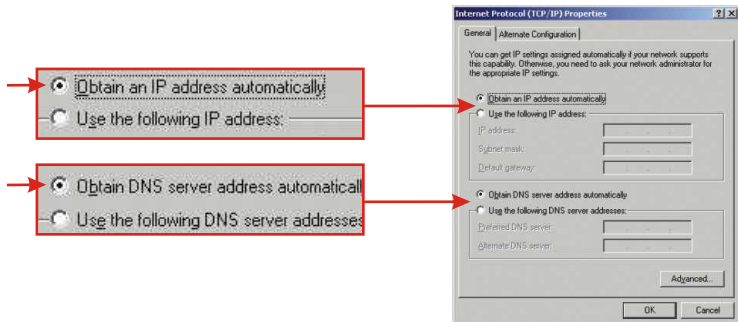 Obtain an IP address automatically
Use the following IP address:
Obtain DNS server address automaticall
Use the following DNS server addresses
Internet Protocol (TCP/IP) Properties
General
Alternate Configuration
You can get IP settings assigned automatically if your network supports
this capability. Otherwise, you need to ask your network administrator for
the appropriate IP settings.
Obtain an IP address automatically
Use the following IP address:
IP address:
Subnet mask:
Default gateway:
Obtain DNS server address automatically
Use the following DNS server addresses:
Preferred DNS server:
Alternate DNS server:
Advanced...
OK
Cancel